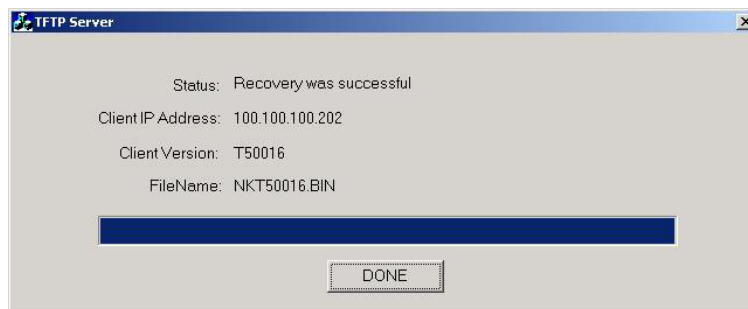 TFTP Server
Status: Recovery was successful
Client IP Address: 100.100.100.202
Client Version: T50016
FileName: NKT50016.BIN
DONE